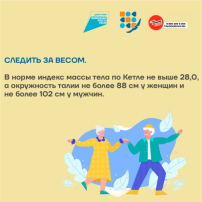 СЛЕДИТЬ ЗА ВЕСОМ.
В норме индекс массы тела по Кетле не выше 28,0,
а окружность талии не более 88 см у женщин и
не более 102 см у мужчин.